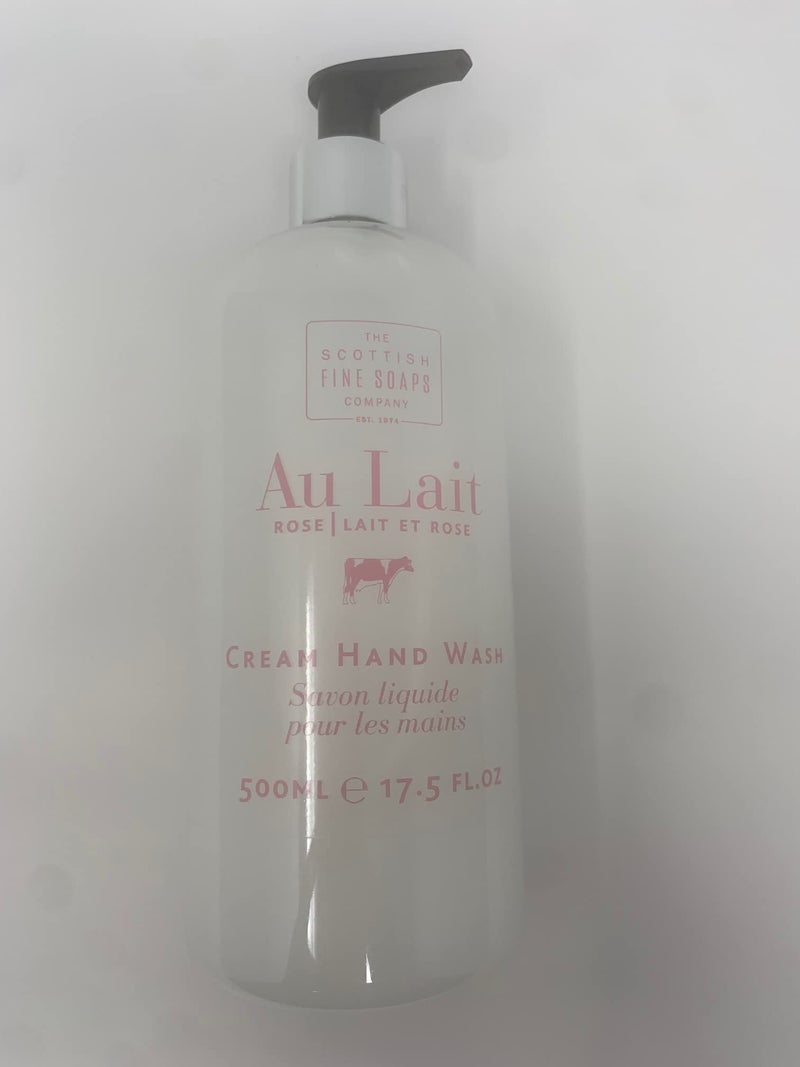 THE
SCOTTISH
FINE SOAPS
COMPANY
EST. 1974
Au Lait
ROSE | LAIT ET ROSE
CREAM HAND WASH
Savon liquide
pour les mains
500ML ℮ 17.5 FL.OZ